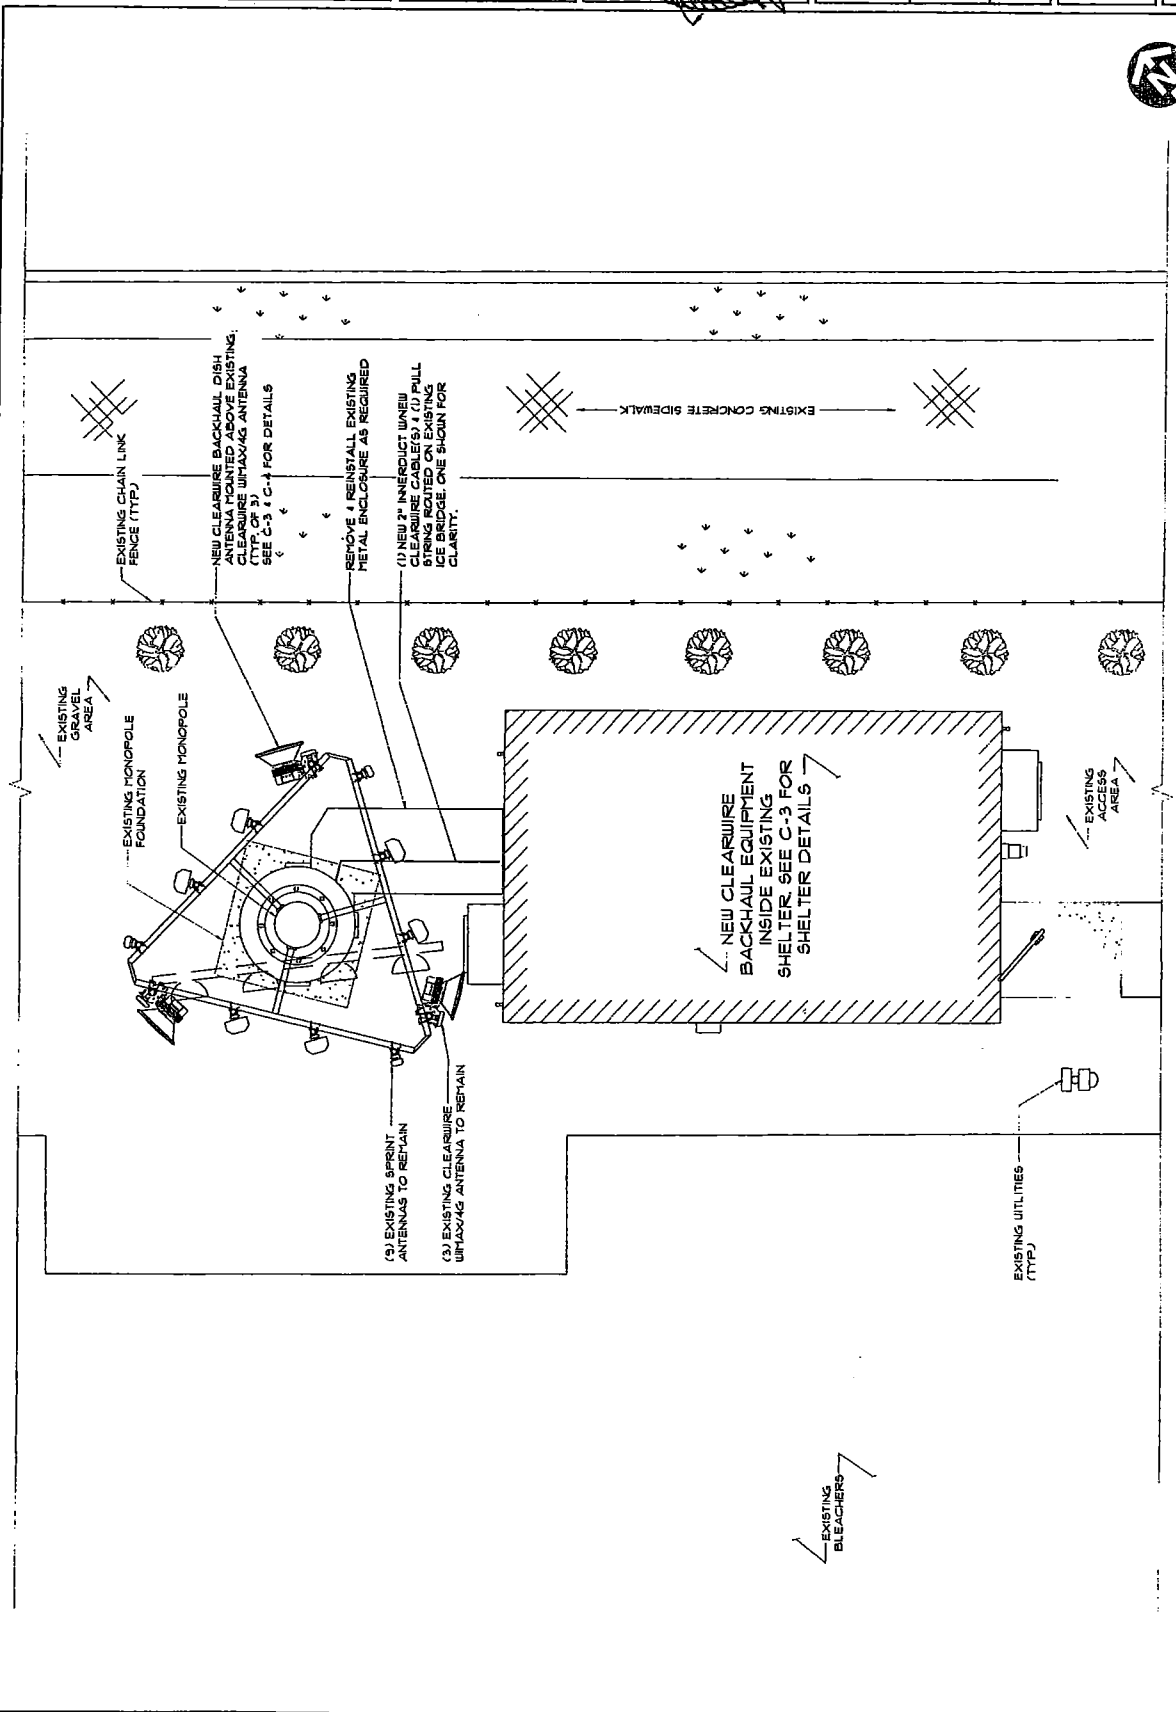 EXISTING
GRAVEL
AREA
EXISTING MONOPOLE
FOUNDATION
EXISTING MONOPOLE
EXISTING CHAIN LINK
FENCE (TYP.)
NEW CLEARWIRE BACKHAUL DISH
ANTENNA MOUNTED ABOVE EXISTING
CLEARWIRE WIMAX/4G ANTENNA
(TYP. OF 3)
SEE C-3 & C-4 FOR DETAILS
REMOVE & REINSTALL EXISTING
METAL ENCLOSURE AS REQUIRED
(1) NEW 2" INNERDUCT W/NEW
CLEARWIRE CABLE(S) & (1) PULL
STRING ROUTED ON EXISTING
ICE BRIDGE. ONE SHOWN FOR
CLARITY.
EXISTING CONCRETE SIDEWALK
(9) EXISTING SPRINT
ANTENNAS TO REMAIN
(3) EXISTING CLEARWIRE
WIMAX/4G ANTENNA TO REMAIN
NEW CLEARWIRE
BACKHAUL EQUIPMENT
INSIDE EXISTING
SHELTER. SEE C-3 FOR
SHELTER DETAILS
EXISTING
ACCESS
AREA
EXISTING UITLITIES
(TYP.)
EXISTING
BLEACHERS
N